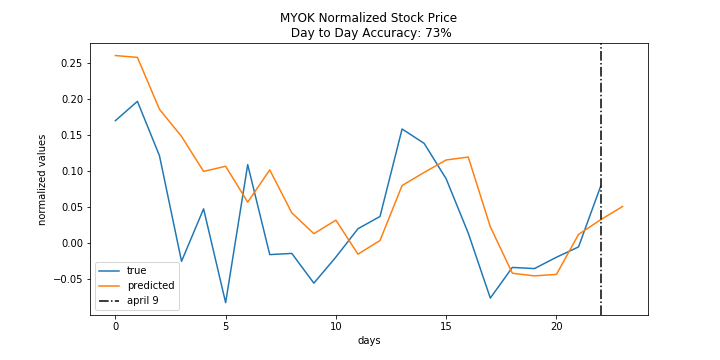 MYOK Normalized Stock Price
Day to Day Accuracy: 73%
normalized values
0.25
0.20
0.15
0.10
0.05
0.00
−0.05
true
predicted
april 9
0 5 10 15 20
days